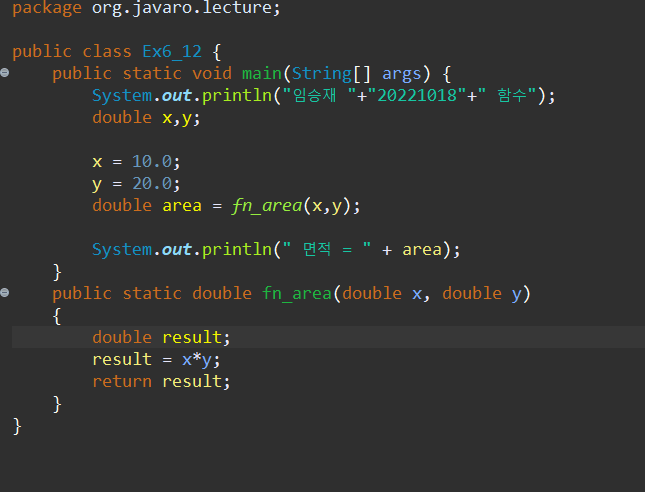 package org.javaro.lecture;
public class Ex6_12 {
public static void main(String[] args) {
System.out.println("임승재 "+"20221018"+" 함수");
double x,y;
x = 10.0;
y = 20.0;
double area = fn_area(x,y);
System.out.println(" 면적 = " + area);
}
public static double fn_area(double x, double y)
{
double result;
result = x*y;
return result;
}
}